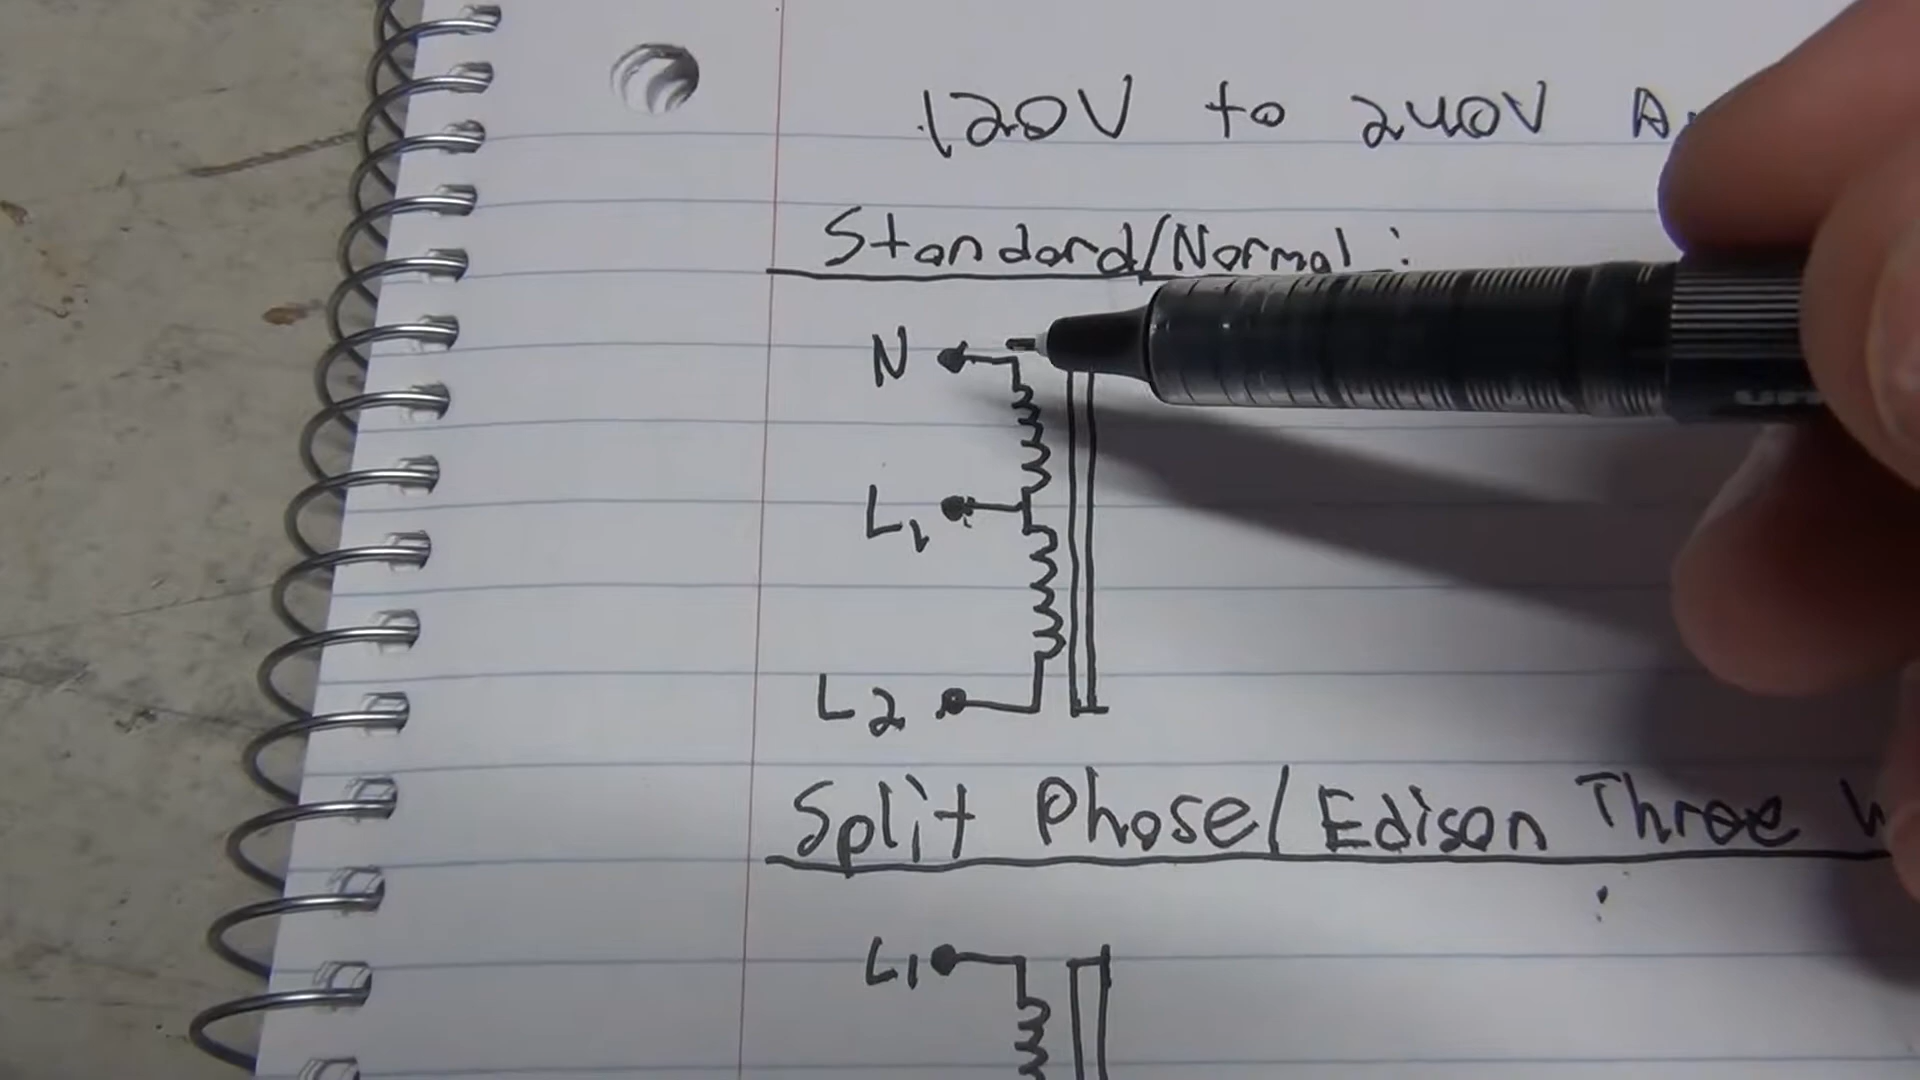 120V to 240V
Standard/Normal:
N
L1
L2
Split Phase/Edison Three
L1